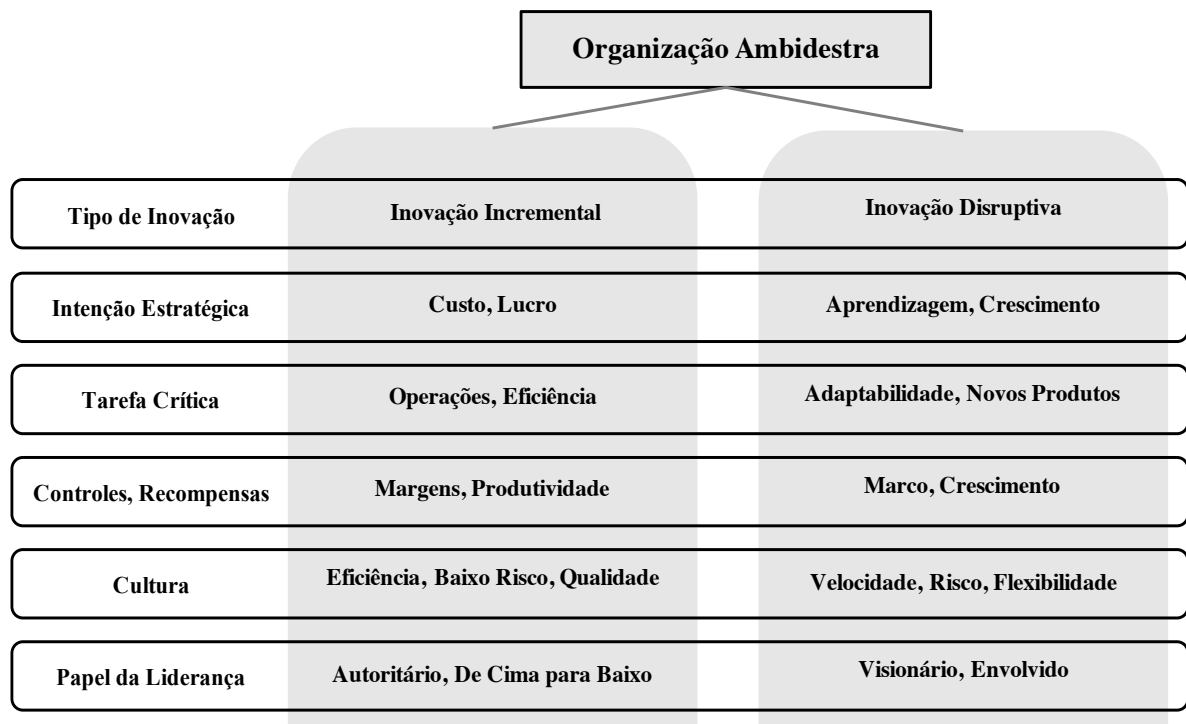 Organização Ambidestra
Tipo de Inovação
Inovação Incremental
Inovação Disruptiva
Intenção Estratégica
Custo, Lucro
Aprendizagem, Crescimento
Tarefa Crítica
Operações, Eficiência
Adaptabilidade, Novos Produtos
Controles, Recompensas
Margens, Produtividade
Marco, Crescimento
Cultura
Eficiência, Baixo Risco, Qualidade
Velocidade, Risco, Flexibilidade
Papel da Liderança
Autoritário, De Cima para Baixo
Visionário, Envolvido